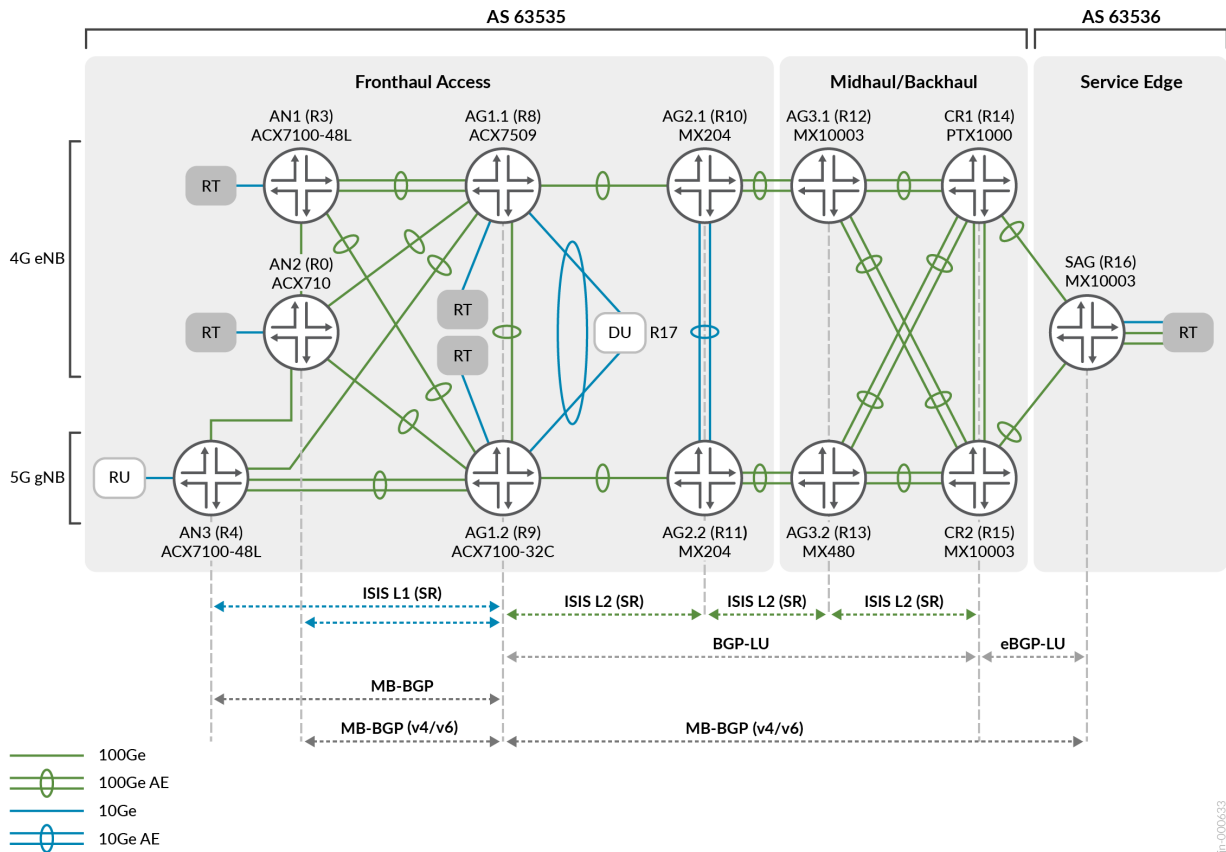 AS 63535
AS 63536
Fronthaul Access
Midhaul/Backhaul
Service Edge
AN1 (R3)
ACX7100-48L
AG1.1 (R8)
ACX7509
AG2.1 (R10)
MX204
AG3.1 (R12)
MX10003
CR1 (R14)
PTX1000
RT
4G eNB
AN2 (R0)
ACX710
SAG (R16)
MX10003
RT
RT
RT
DU
R17
RT
5G gNB
RU
AN3 (R4)
ACX7100-48L
AG1.2 (R9)
ACX7100-32C
AG2.2 (R11)
MX204
AG3.2 (R13)
MX480
CR2 (R15)
MX10003
ISIS L1 (SR)
ISIS L2 (SR)
ISIS L2 (SR)
ISIS L2 (SR)
BGP-LU
eBGP-LU
MB-BGP
MB-BGP (v4/v6)
MB-BGP (v4/v6)
100Ge
100Ge AE
10Ge
10Ge AE
jn-000633